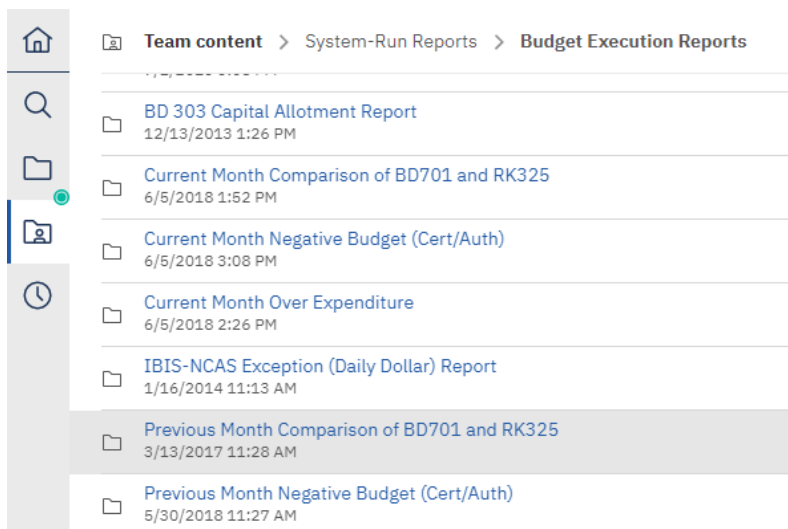 Team content > System-Run Reports > Budget Execution Reports
BD 303 Capital Allotment Report
12/13/2013 1:26 PM
Current Month Comparison of BD701 and RK325
6/5/2018 1:52 PM
Current Month Negative Budget (Cert/Auth)
6/5/2018 3:08 PM
Current Month Over Expenditure
6/5/2018 2:26 PM
IBIS-NCAS Exception (Daily Dollar) Report
1/16/2014 11:13 AM
Previous Month Comparison of BD701 and RK325
3/13/2017 11:28 AM
Previous Month Negative Budget (Cert/Auth)
5/30/2018 11:27 AM